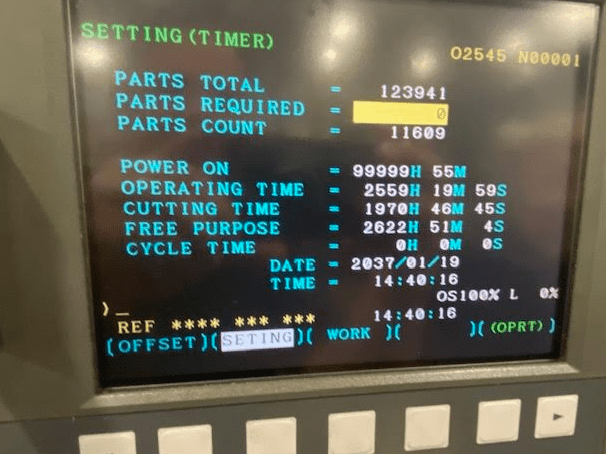 SETTING(TIMER)
O2545 N00001
PARTS TOTAL = 123941
PARTS REQUIRED = 0
PARTS COUNT = 11609
POWER ON = 99999H 55M
OPERATING TIME = 2559H 19M 59S
CUTTING TIME = 1970H 46M 45S
FREE PURPOSE = 2622H 51M 4S
CYCLE TIME = 0H 0M 0S
DATE = 2037/01/19
TIME = 14:40:16
OS100% L 0%
>_
REF **** *** *** 14:40:16
(OFFSET)(SETING)( WORK )( )( (OPRT) )